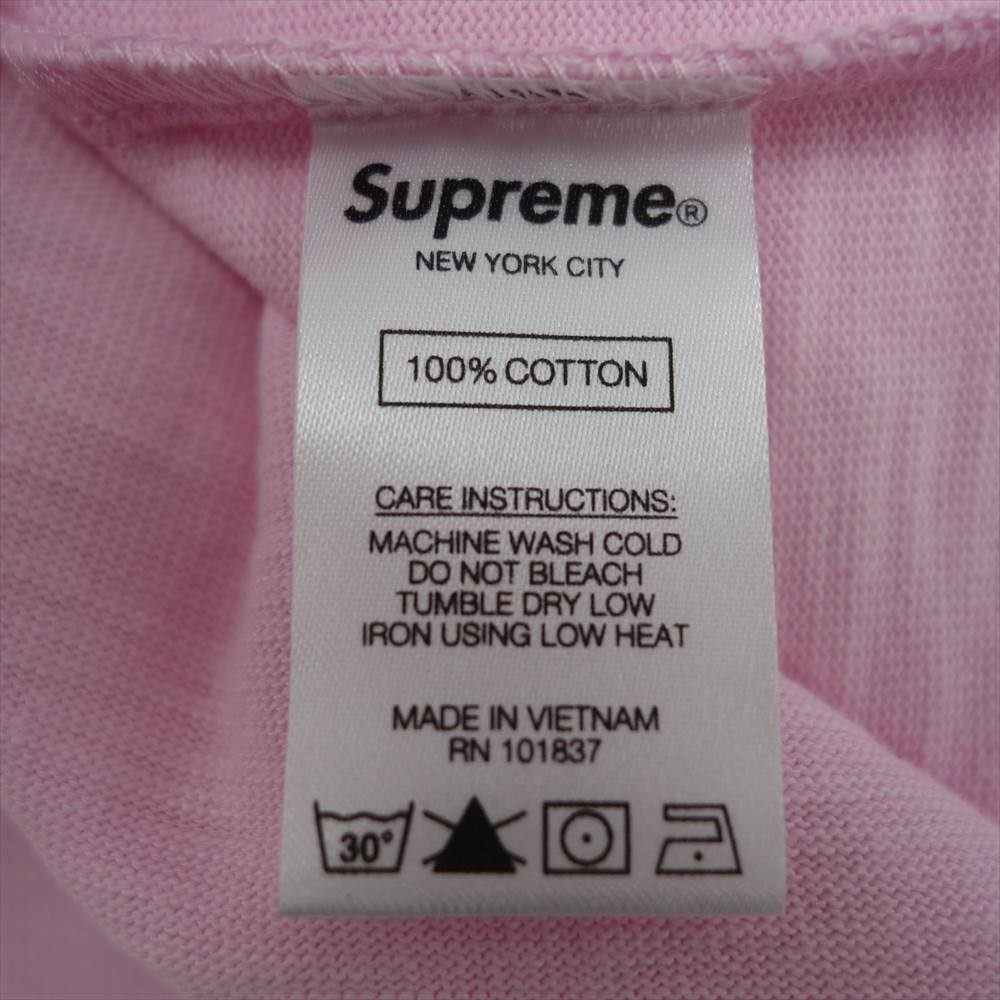 Supreme®
NEW YORK CITY
100% COTTON
CARE INSTRUCTIONS:
MACHINE WASH COLD
DO NOT BLEACH
TUMBLE DRY LOW
IRON USING LOW HEAT
MADE IN VIETNAM
RN 101837
30°